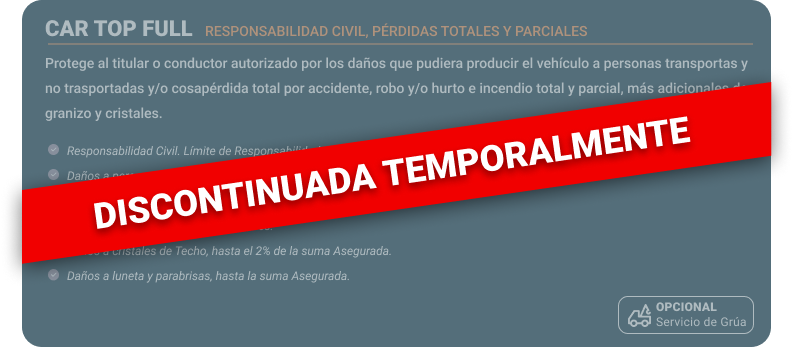 CAR TOP FULL RESPONSABILIDAD CIVIL, PÉRDIDAS TOTALES Y PARCIALES
Protege al titular o conductor autorizado por los daños que pudiera producir el vehículo a personas transportas y
no trasportadas y/o cosapérdida total por accidente, robo y/o hurto e incendio total y parcial, más adicionales de
granizo y cristales.
Responsabilidad Civil. Límite de Responsabilidad
Daños a
DISCONTINUADA TEMPORALMENTE
a cristales de Techo, hasta el 2% de la suma Asegurada.
Daños a luneta y parabrisas, hasta la suma Asegurada.
OPCIONAL
Servicio de Grúa